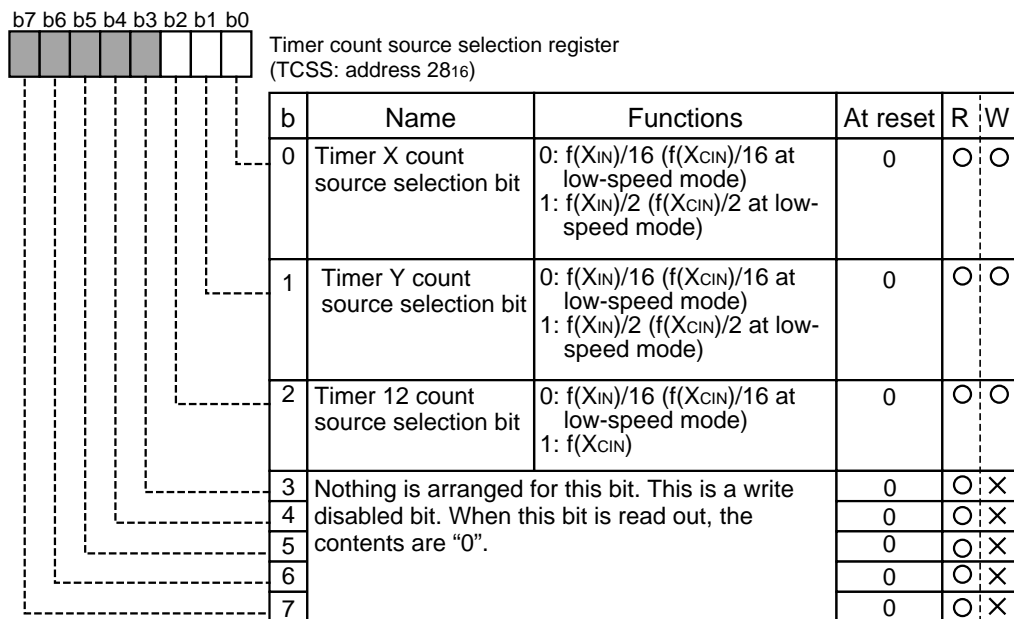 b7 b6 b5 b4 b3 b2 b1 b0
Timer count source selection register
(TCSS: address 2816)
b Name Functions At reset R W
0 Timer X count source selection bit 0: f(XIN)/16 (f(XCIN)/16 at 0 O O
low-speed mode)
1: f(XIN)/2 (f(XCIN)/2 at low-
speed mode)
1 Timer Y count source selection bit 0: f(XIN)/16 (f(XCIN)/16 at 0 O O
low-speed mode)
1: f(XIN)/2 (f(XCIN)/2 at low-
speed mode)
2 Timer 12 count source selection bit 0: f(XIN)/16 (f(XCIN)/16 at 0 O O
low-speed mode)
1: f(XCIN)
3 Nothing is arranged for this bit. This is a write 0 O ×
4 disabled bit. When this bit is read out, the 0 O ×
5 contents are “0”. 0 O ×
6 0 O ×
7 0 O ×